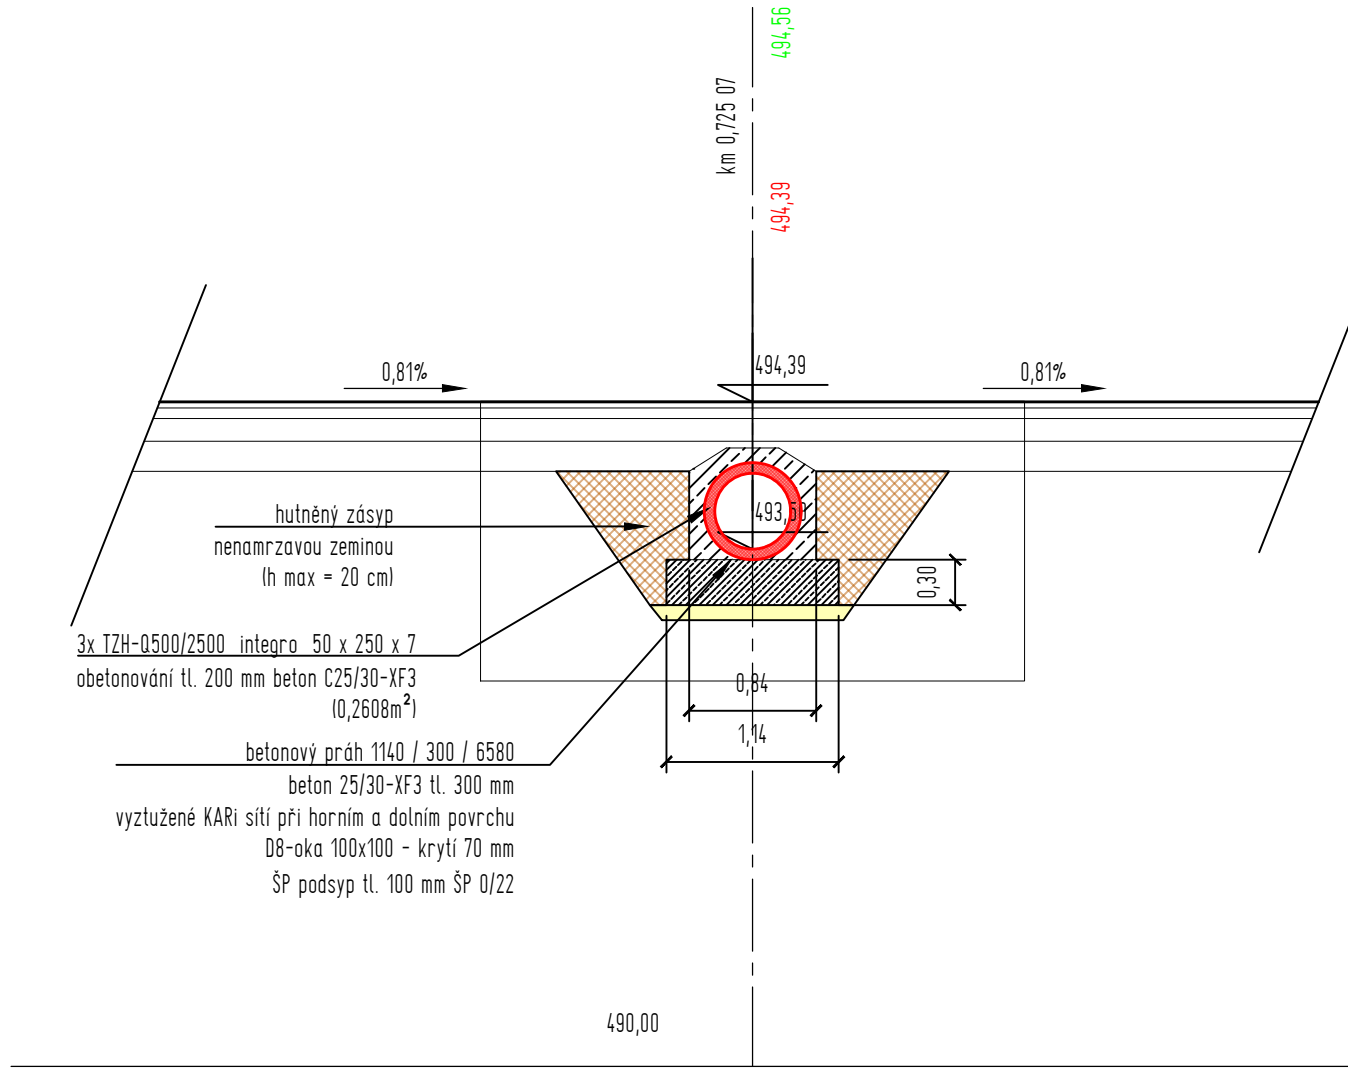 494,56
km 0,725 07
494,39
0,81%
494,39
0,81%
hutněný zásyp
nenamrzavou zeminou
(h max = 20 cm)
493,50
0,30
3x TZH-Q500/2500 integro 50 x 250 x 7
obetonování tl. 200 mm beton C25/30-XF3
(0,2608m²)
0,84
1,14
betonový práh 1140 / 300 / 6580
beton 25/30-XF3 tl. 300 mm
vyztužené KARi sítí při horním a dolním povrchu
D8-oka 100x100 - krytí 70 mm
ŠP podsyp tl. 100 mm ŠP 0/22
490,00